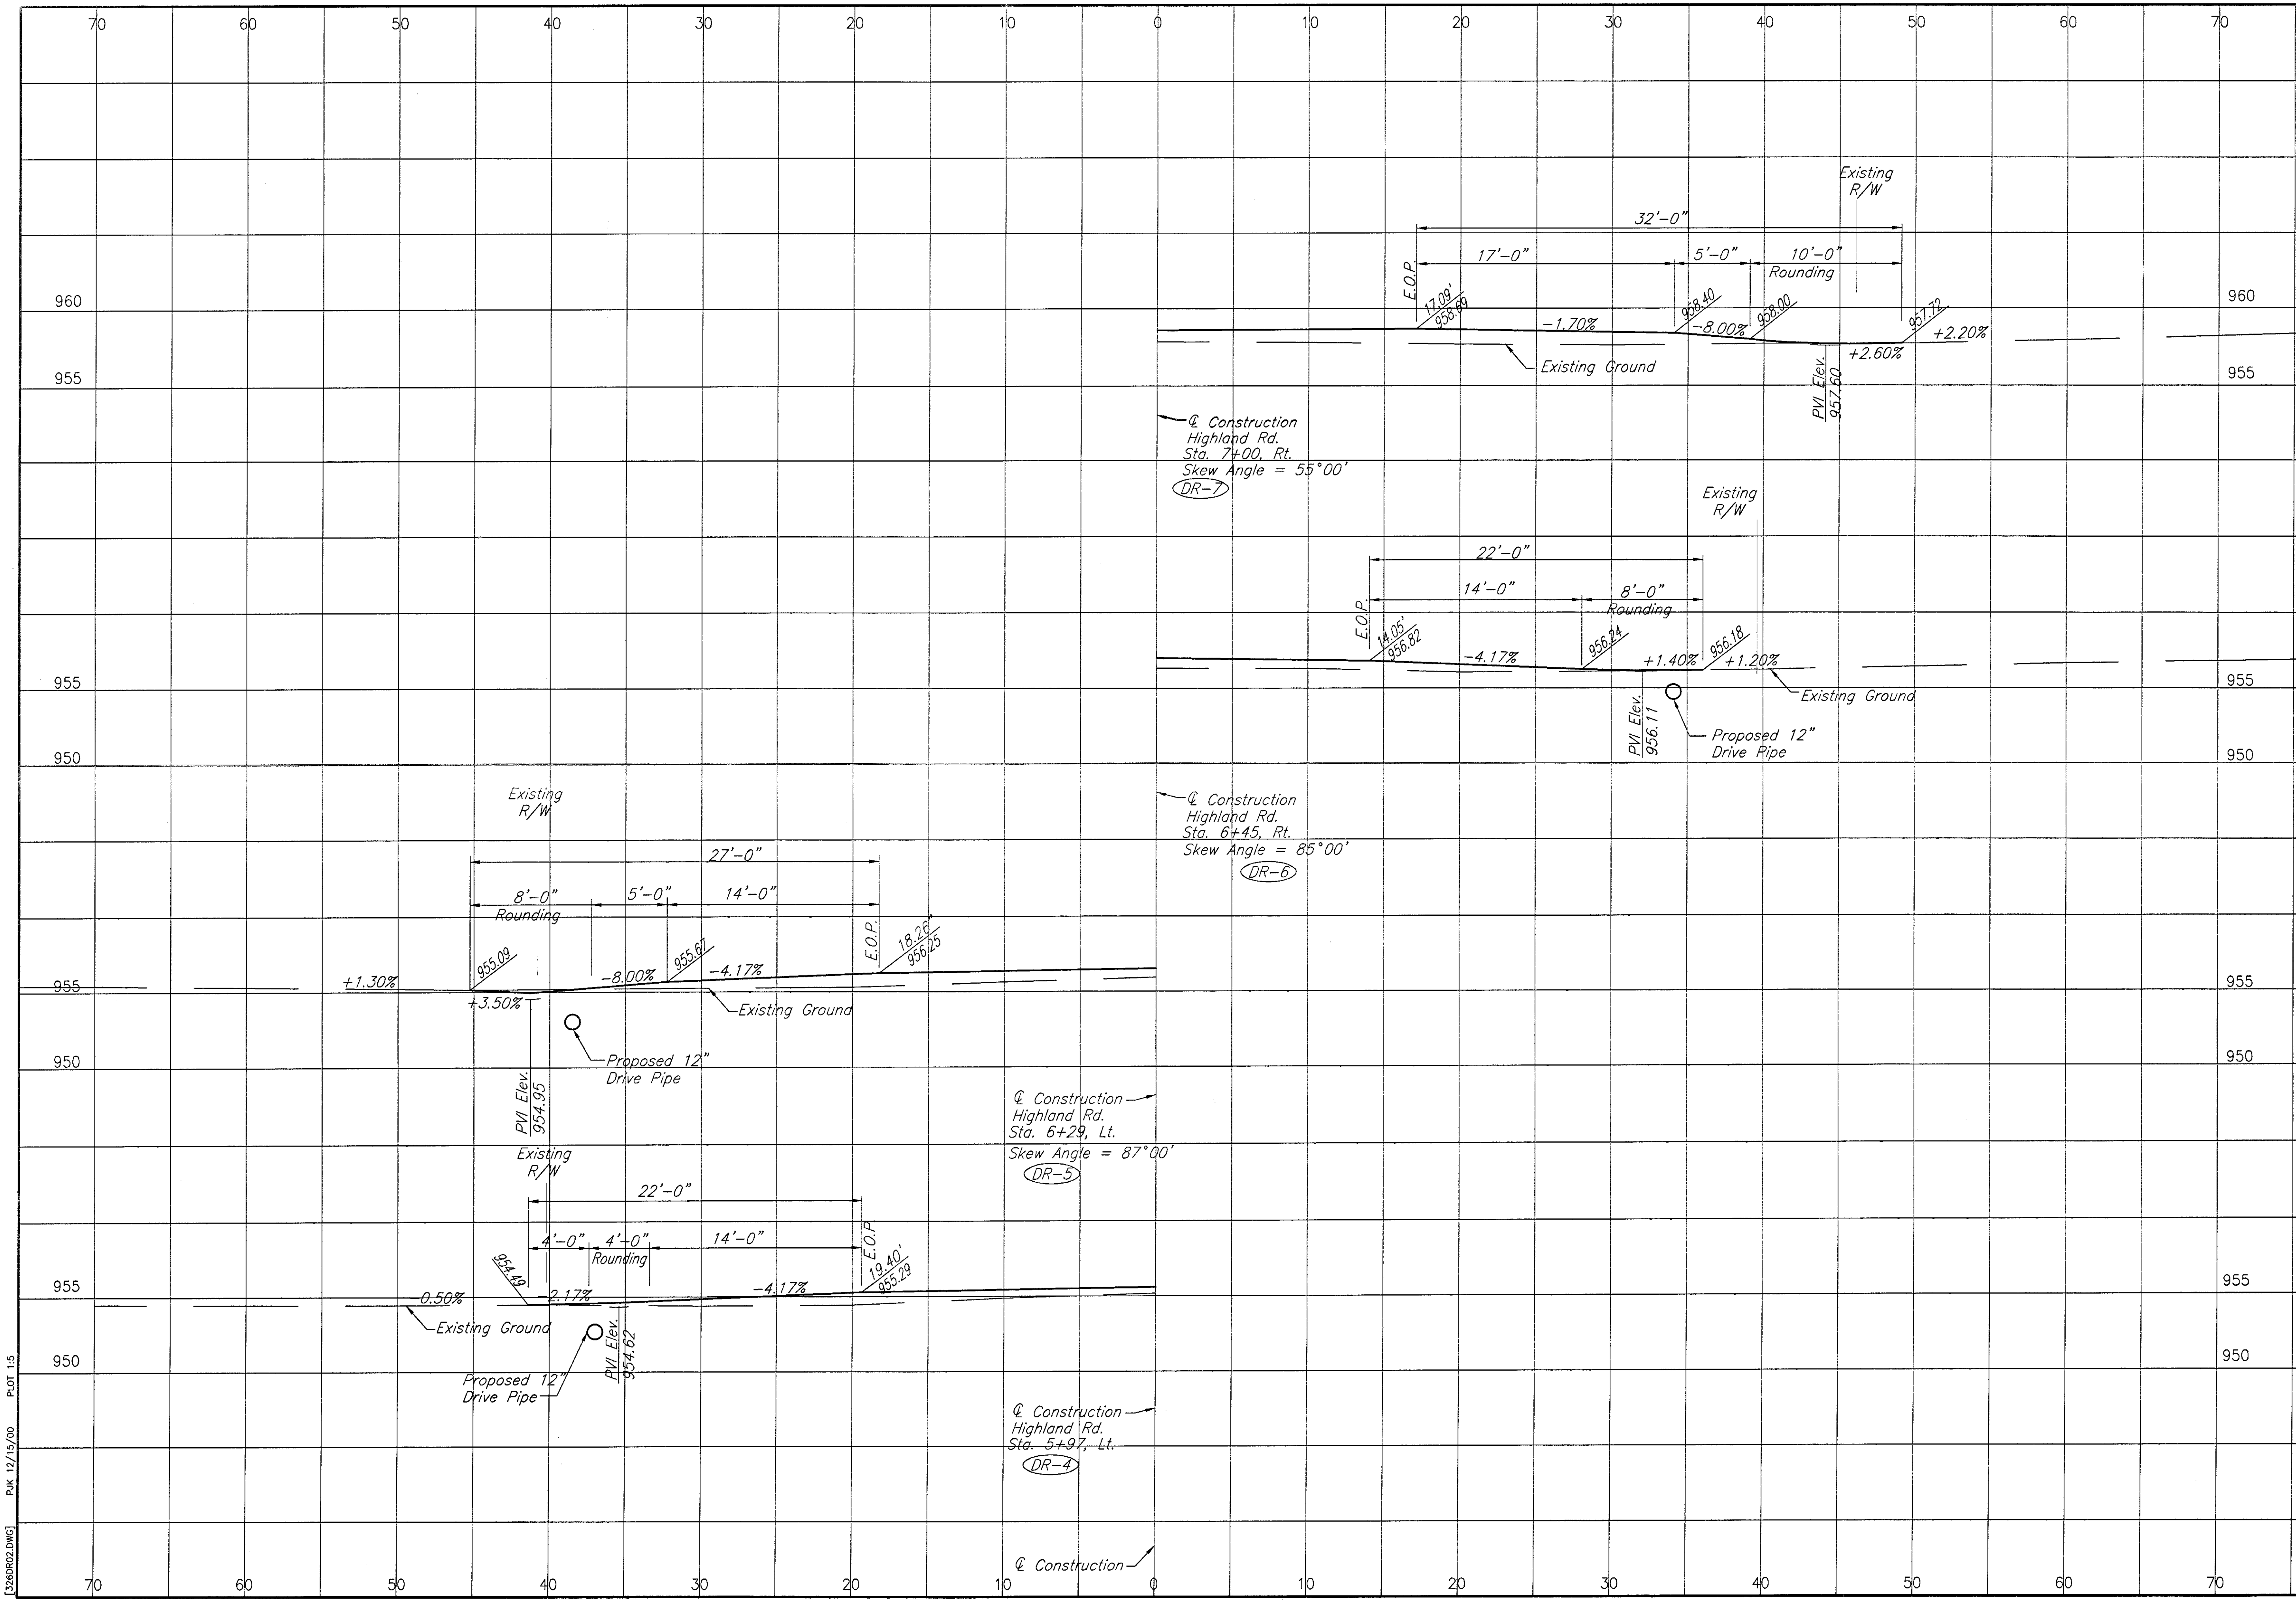 70 60 50 40 30 20 10 0 10 20 30 40 50 60 70
Existing
R/W
32'-0"
17'-0" 5'-0" 10'-0"
Rounding
E.O.P.
17.09'
958.69
958.40
958.00
957.72
960 960
-1.70% -8.00% +2.60% +2.20%
Existing Ground
955 955
PVI Elev.
957.60
℄ Construction
Highland Rd.
Sta. 7+00, Rt.
Skew Angle = 55°00'
DR-7
Existing
R/W
22'-0"
14'-0" 8'-0"
Rounding
E.O.P.
14.05'
956.82
956.24
956.18
-4.17% +1.40% +1.20%
955 955
Existing Ground
PVI Elev.
956.11
Proposed 12"
Drive Pipe
950 950
℄ Construction
Highland Rd.
Sta. 6+45, Rt.
Skew Angle = 85°00'
DR-6
Existing
R/W
27'-0"
8'-0" 5'-0" 14'-0"
Rounding
E.O.P.
18.26'
956.25
955.09
955.67
+1.30% +3.50% -8.00% -4.17%
955 955
Existing Ground
Proposed 12"
Drive Pipe
950 950
PVI Elev.
954.95
℄ Construction
Highland Rd.
Sta. 6+29, Lt.
Skew Angle = 87°00'
DR-5
Existing
R/W
22'-0"
4'-0" 4'-0" 14'-0"
Rounding
E.O.P
19.40'
955.29
954.49
955 955
-0.50% -2.17% -4.17%
Existing Ground
PVI Elev.
954.62
950 950
Proposed 12"
Drive Pipe
℄ Construction
Highland Rd.
Sta. 5+97, Lt.
DR-4
℄ Construction
70 60 50 40 30 20 10 0 10 20 30 40 50 60 70
[326DR02.DWG] PJK 12/15/00 PLOT 1:5